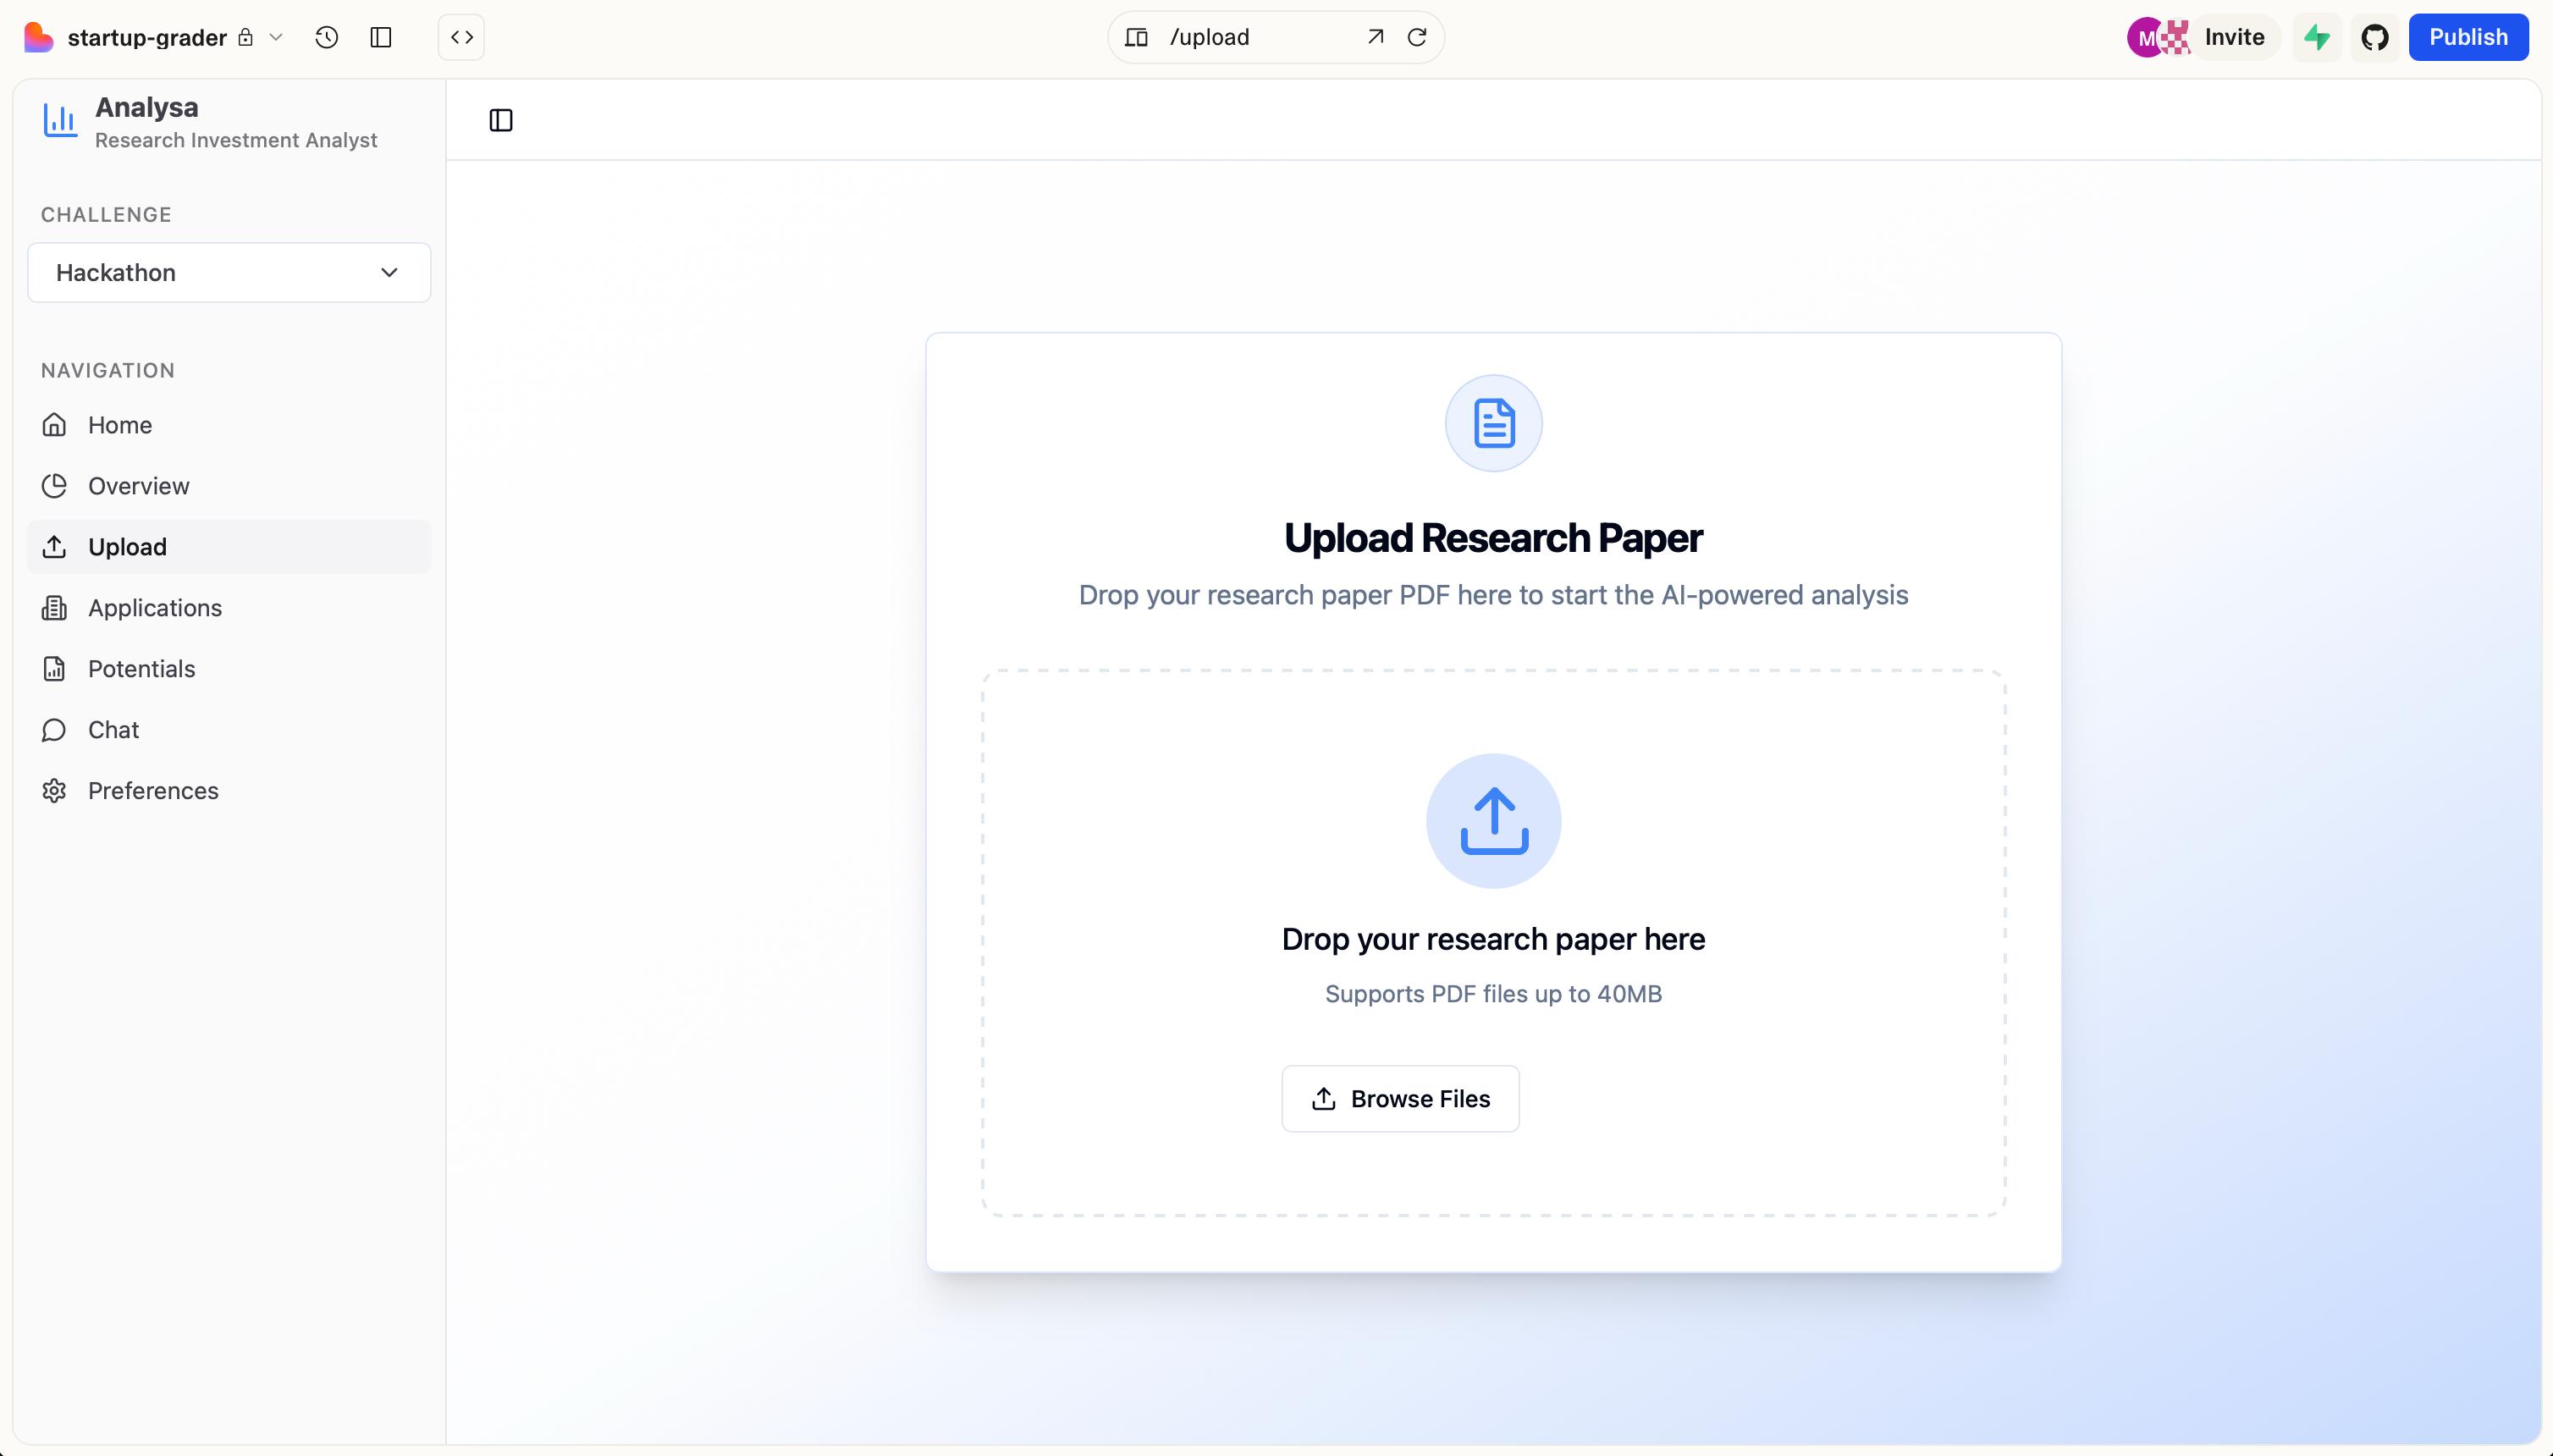 startup-grader
/upload
M
Invite
Publish
Analysa
Research Investment Analyst
CHALLENGE
Hackathon
NAVIGATION
Home
Overview
Upload
Applications
Potentials
Chat
Preferences
Upload Research Paper
Drop your research paper PDF here to start the AI-powered analysis
Drop your research paper here
Supports PDF files up to 40MB
Browse Files